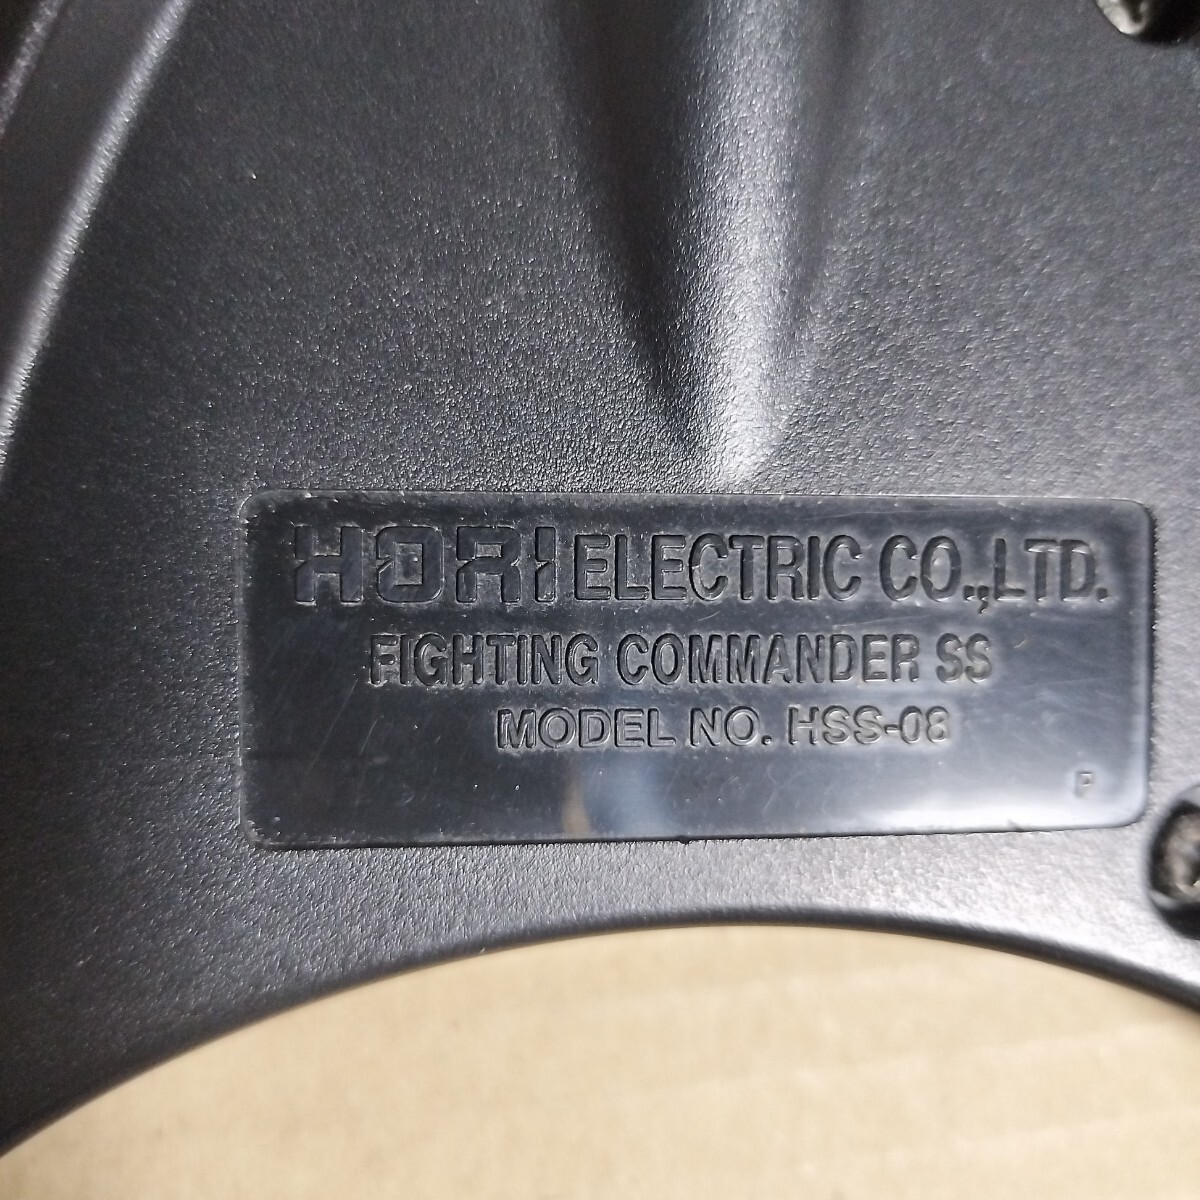 HORI ELECTRIC CO.,LTD.
FIGHTING COMMANDER SS
MODEL NO. HSS-08
P